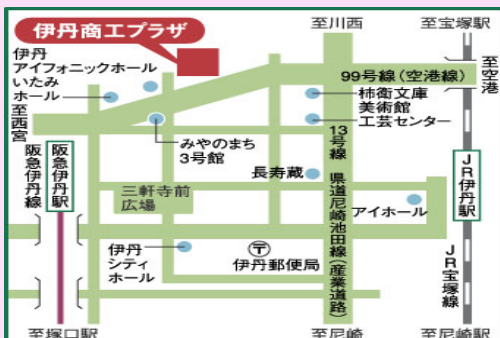 伊丹商工プラザ
至川西
至宝塚駅
至空港
伊丹
アイフォニックホール
いたみ
ホール
99号線(空港線)
柿衞文庫
美術館
工芸センター
至西宮
みやのまち
3号館
阪急伊丹線
阪急伊丹駅
13号線 県道尼崎池田線(産業道路)
長寿蔵
JR伊丹駅
三軒寺前
広場
アイホール
伊丹
シティ
ホール
〒
伊丹郵便局
JR宝塚線
至塚口駅
至尼崎
至尼崎駅